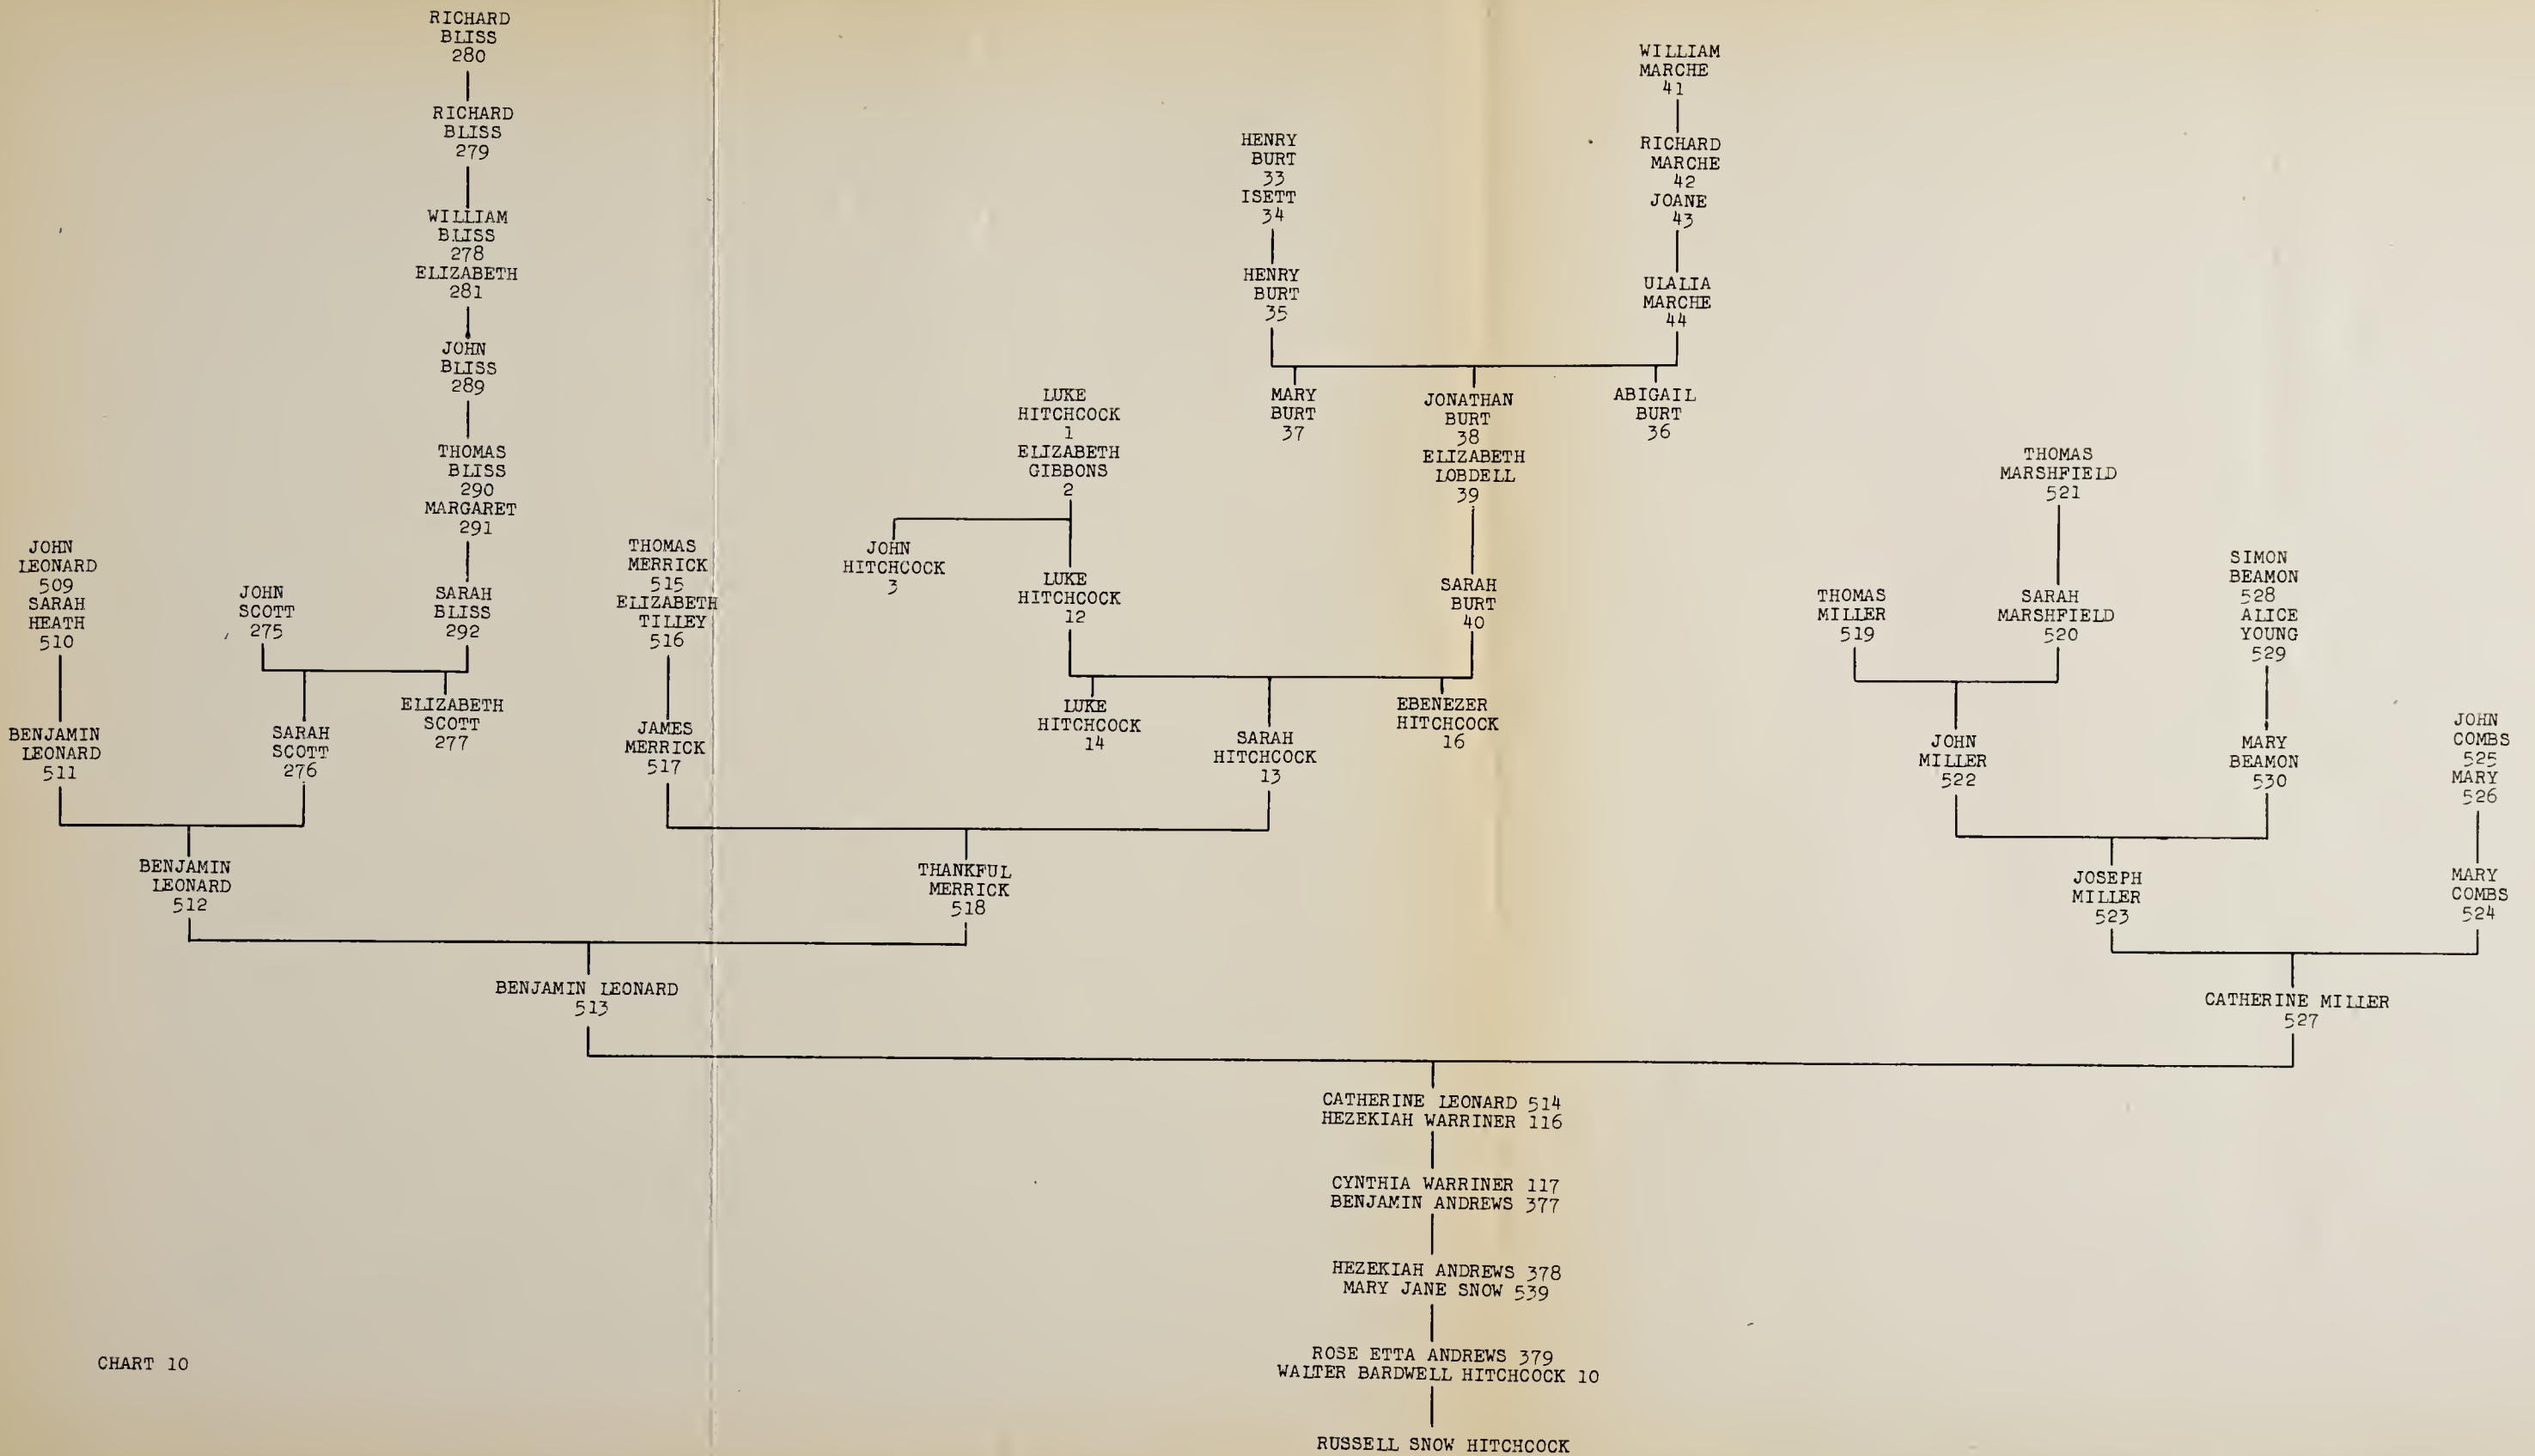 RICHARD
BLISS
280
RICHARD
BLISS
279
WILLIAM
BLISS
278
ELIZABETH
281
JOHN
BLISS
289
THOMAS
BLISS
290
MARGARET
291
SARAH
BLISS
292
JOHN
LEONARD
509
SARAH
HEATH
510
JOHN
SCOTT
275
BENJAMIN
LEONARD
511
SARAH
SCOTT
276
ELIZABETH
SCOTT
277
BENJAMIN
LEONARD
512
THOMAS
MERRICK
515
ELIZABETH
TILLEY
516
JAMES
MERRICK
517
LUKE
HITCHCOCK
1
ELIZABETH
GIBBONS
2
JOHN
HITCHCOCK
3
LUKE
HITCHCOCK
12
HENRY
BURT
33
ISETT
34
HENRY
BURT
35
WILLIAM
MARCHE
41
RICHARD
MARCHE
42
JOANE
43
ULALIA
MARCHE
44
MARY
BURT
37
JONATHAN
BURT
38
ELIZABETH
LOBDELL
39
ABIGAIL
BURT
36
SARAH
BURT
40
LUKE
HITCHCOCK
14
SARAH
HITCHCOCK
13
EBENEZER
HITCHCOCK
16
THANKFUL
MERRICK
518
THOMAS
MARSHFIELD
521
THOMAS
MILLER
519
SARAH
MARSHFIELD
520
SIMON
BEAMON
528
ALICE
YOUNG
529
JOHN
MILLER
522
MARY
BEAMON
530
JOHN
COMBS
525
MARY
526
JOSEPH
MILLER
523
MARY
COMBS
524
BENJAMIN LEONARD
513
CATHERINE MILLER
527
CATHERINE LEONARD 514
HEZEKIAH WARRINER 116
CYNTHIA WARRINER 117
BENJAMIN ANDREWS 377
HEZEKIAH ANDREWS 378
MARY JANE SNOW 539
ROSE ETTA ANDREWS 379
WALTER BARDWELL HITCHCOCK 10
RUSSELL SNOW HITCHCOCK
CHART 10